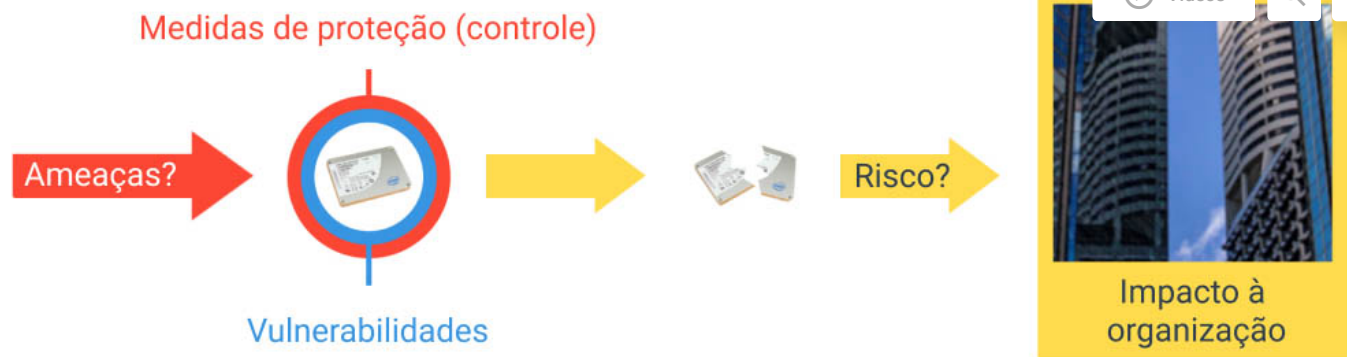 Medidas de proteção (controle)
Ameaças?
Vulnerabilidades
Risco?
Impacto à
organização